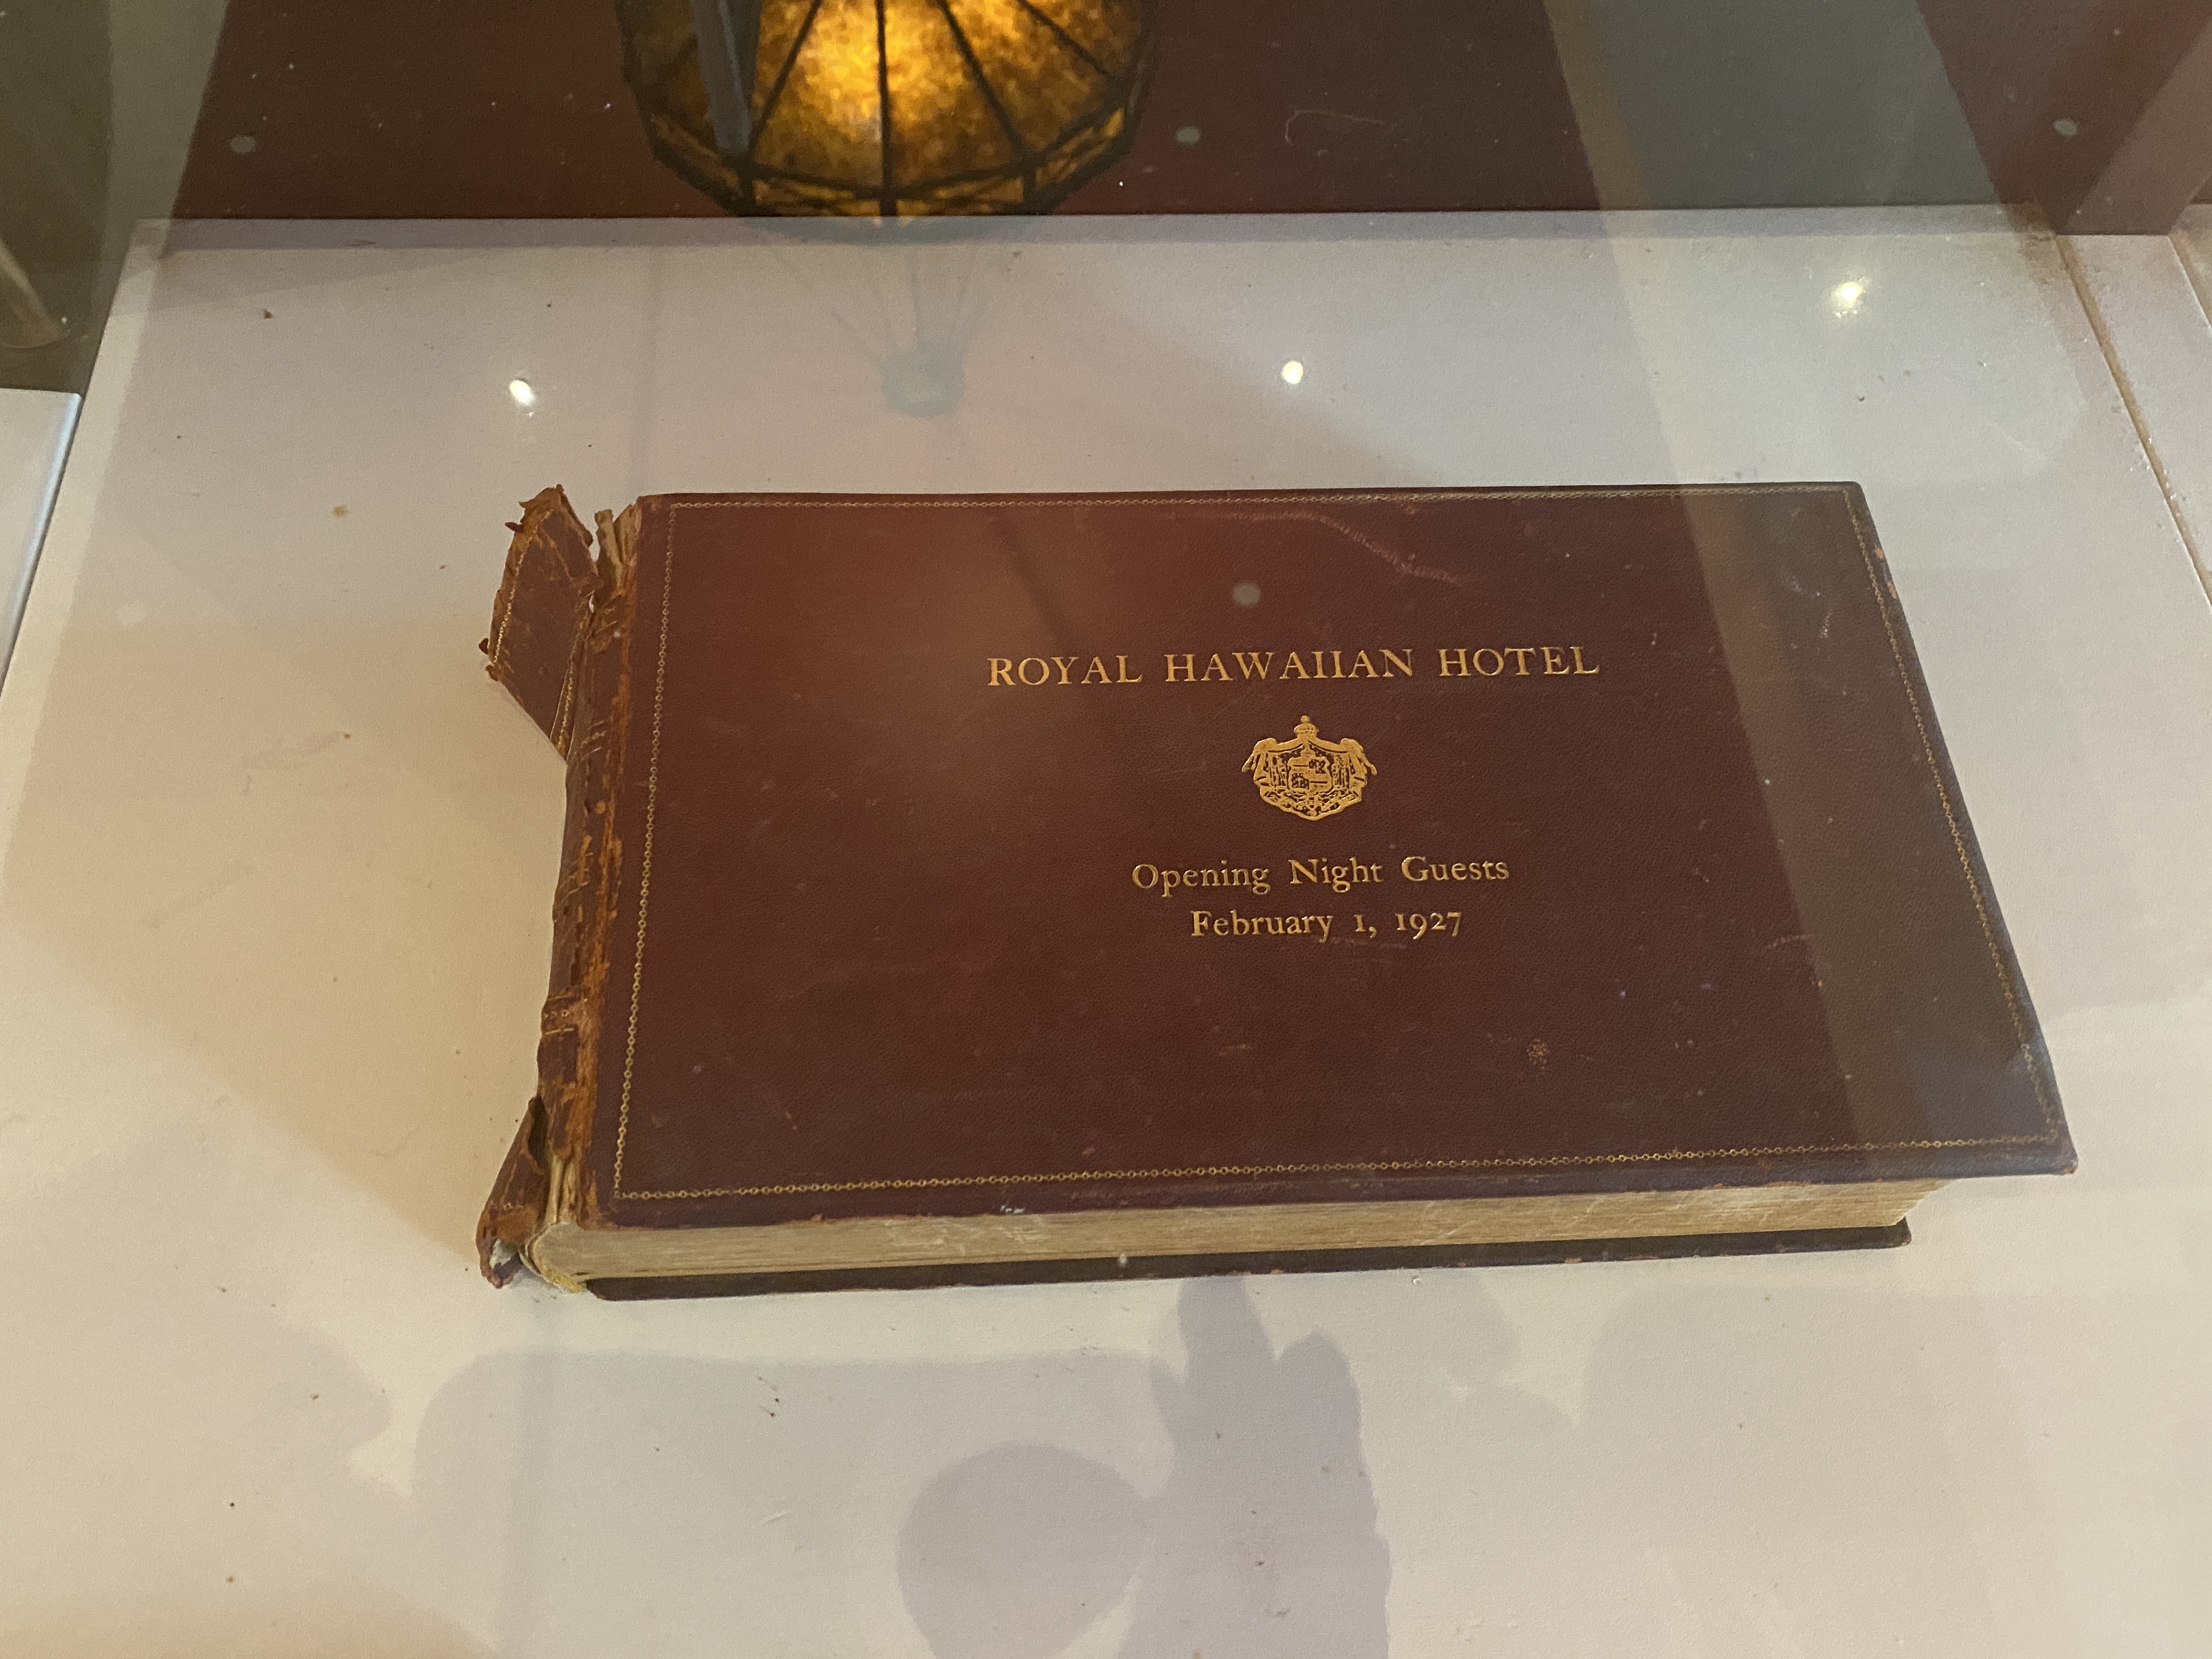 ROYAL HAWAIIAN HOTEL
Opening Night Guests
February 1, 1927